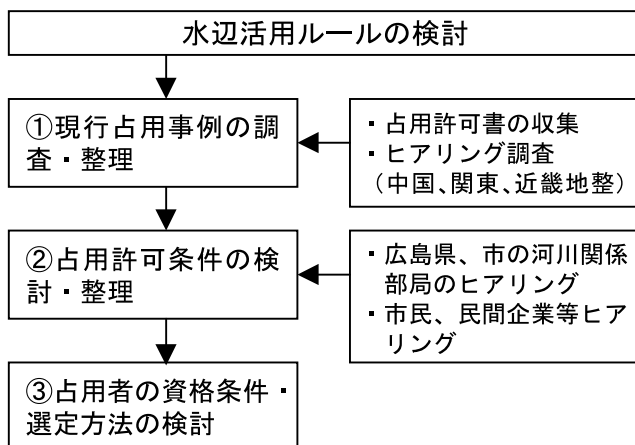 水辺活用ルールの検討
①現行占用事例の調
査・整理
・占用許可書の収集
・ヒアリング調査
（中国、関東、近畿地整）
②占用許可条件の検
討・整理
・広島県、市の河川関係
部局のヒアリング
・市民、民間企業等ヒア
リング
③占用者の資格条件・
選定方法の検討